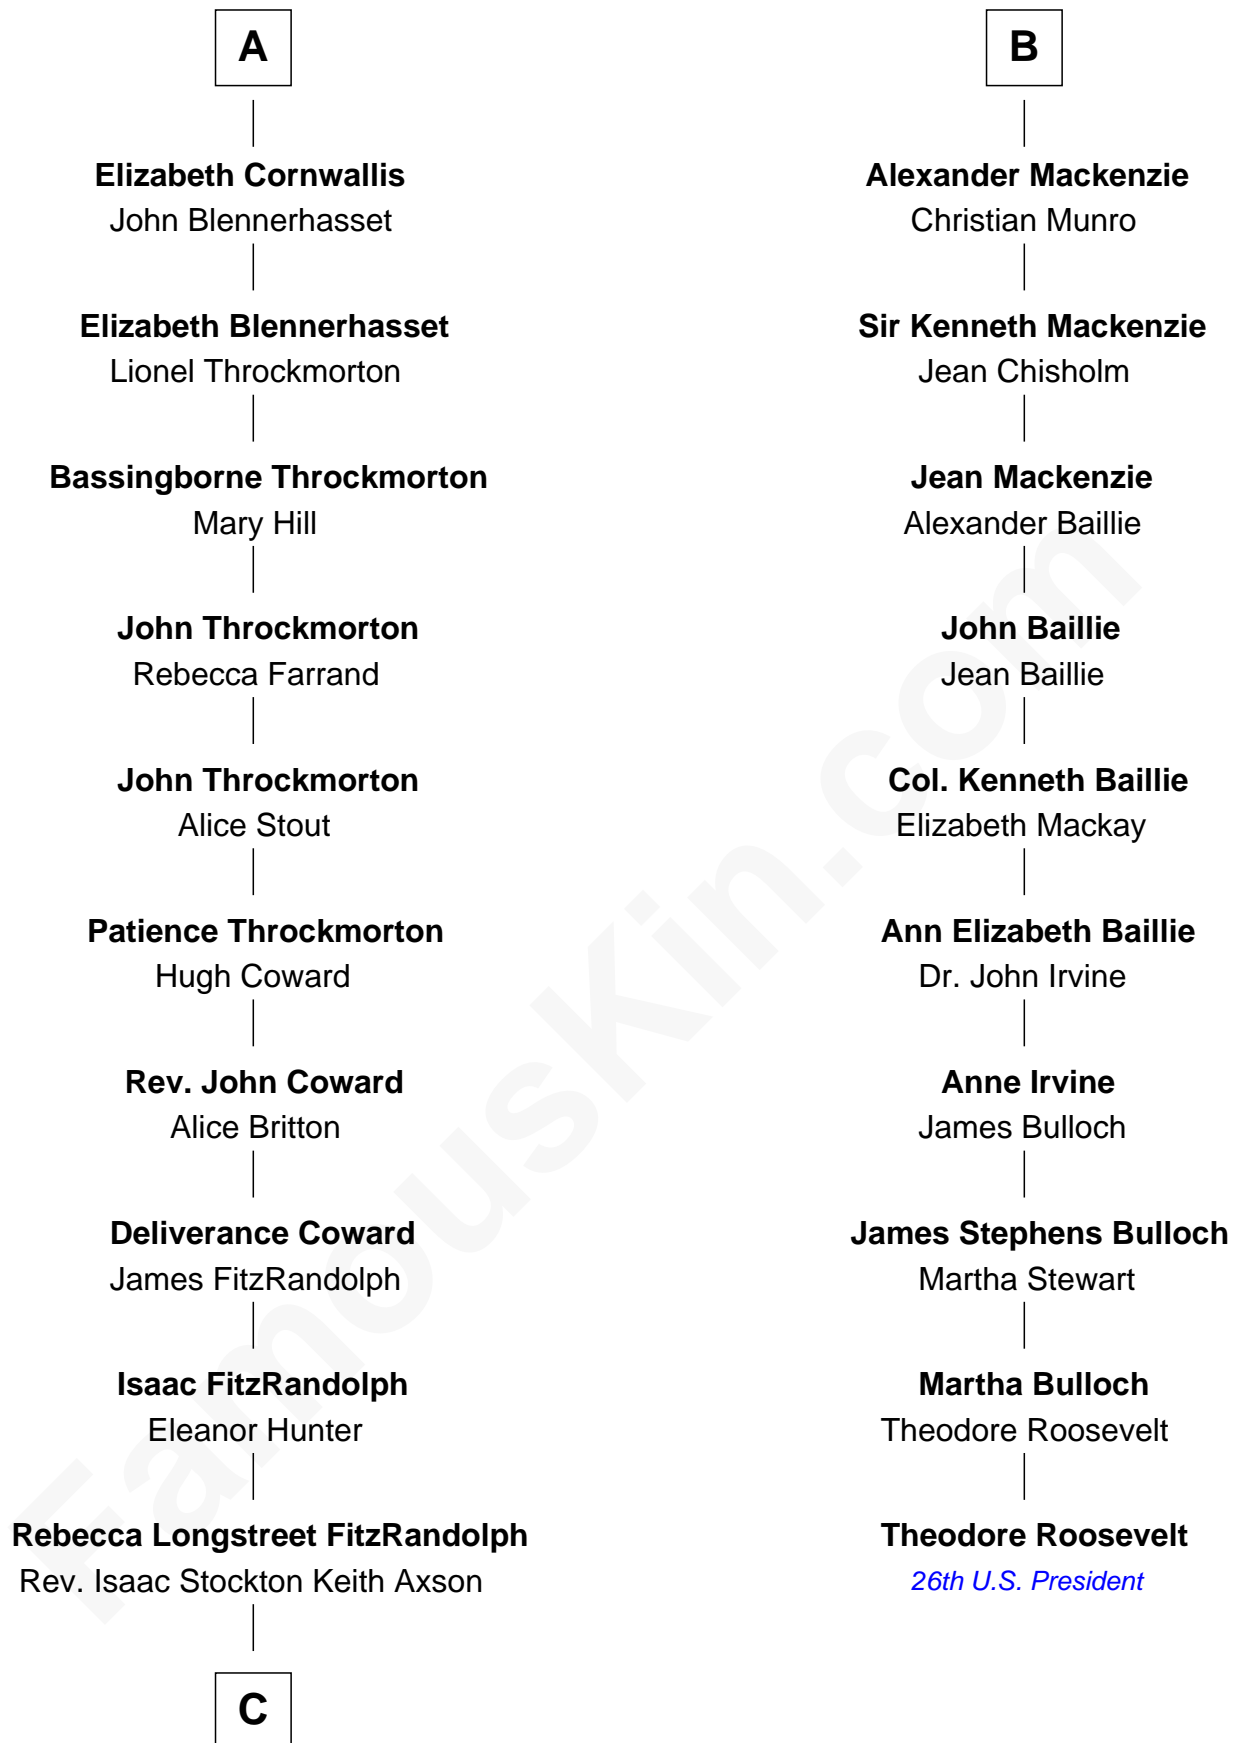 A
Elizabeth Cornwallis
John Blennerhasset
Elizabeth Blennerhasset
Lionel Throckmorton
Bassingborne Throckmorton
Mary Hill
John Throckmorton
Rebecca Farrand
John Throckmorton
Alice Stout
Patience Throckmorton
Hugh Coward
Rev. John Coward
Alice Britton
Deliverance Coward
James FitzRandolph
Isaac FitzRandolph
Eleanor Hunter
Rebecca Longstreet FitzRandolph
Rev. Isaac Stockton Keith Axson
C
B
Alexander Mackenzie
Christian Munro
Sir Kenneth Mackenzie
Jean Chisholm
Jean Mackenzie
Alexander Baillie
John Baillie
Jean Baillie
Col. Kenneth Baillie
Elizabeth Mackay
Ann Elizabeth Baillie
Dr. John Irvine
Anne Irvine
James Bulloch
James Stephens Bulloch
Martha Stewart
Martha Bulloch
Theodore Roosevelt
Theodore Roosevelt
26th U.S. President
FamousKin.com